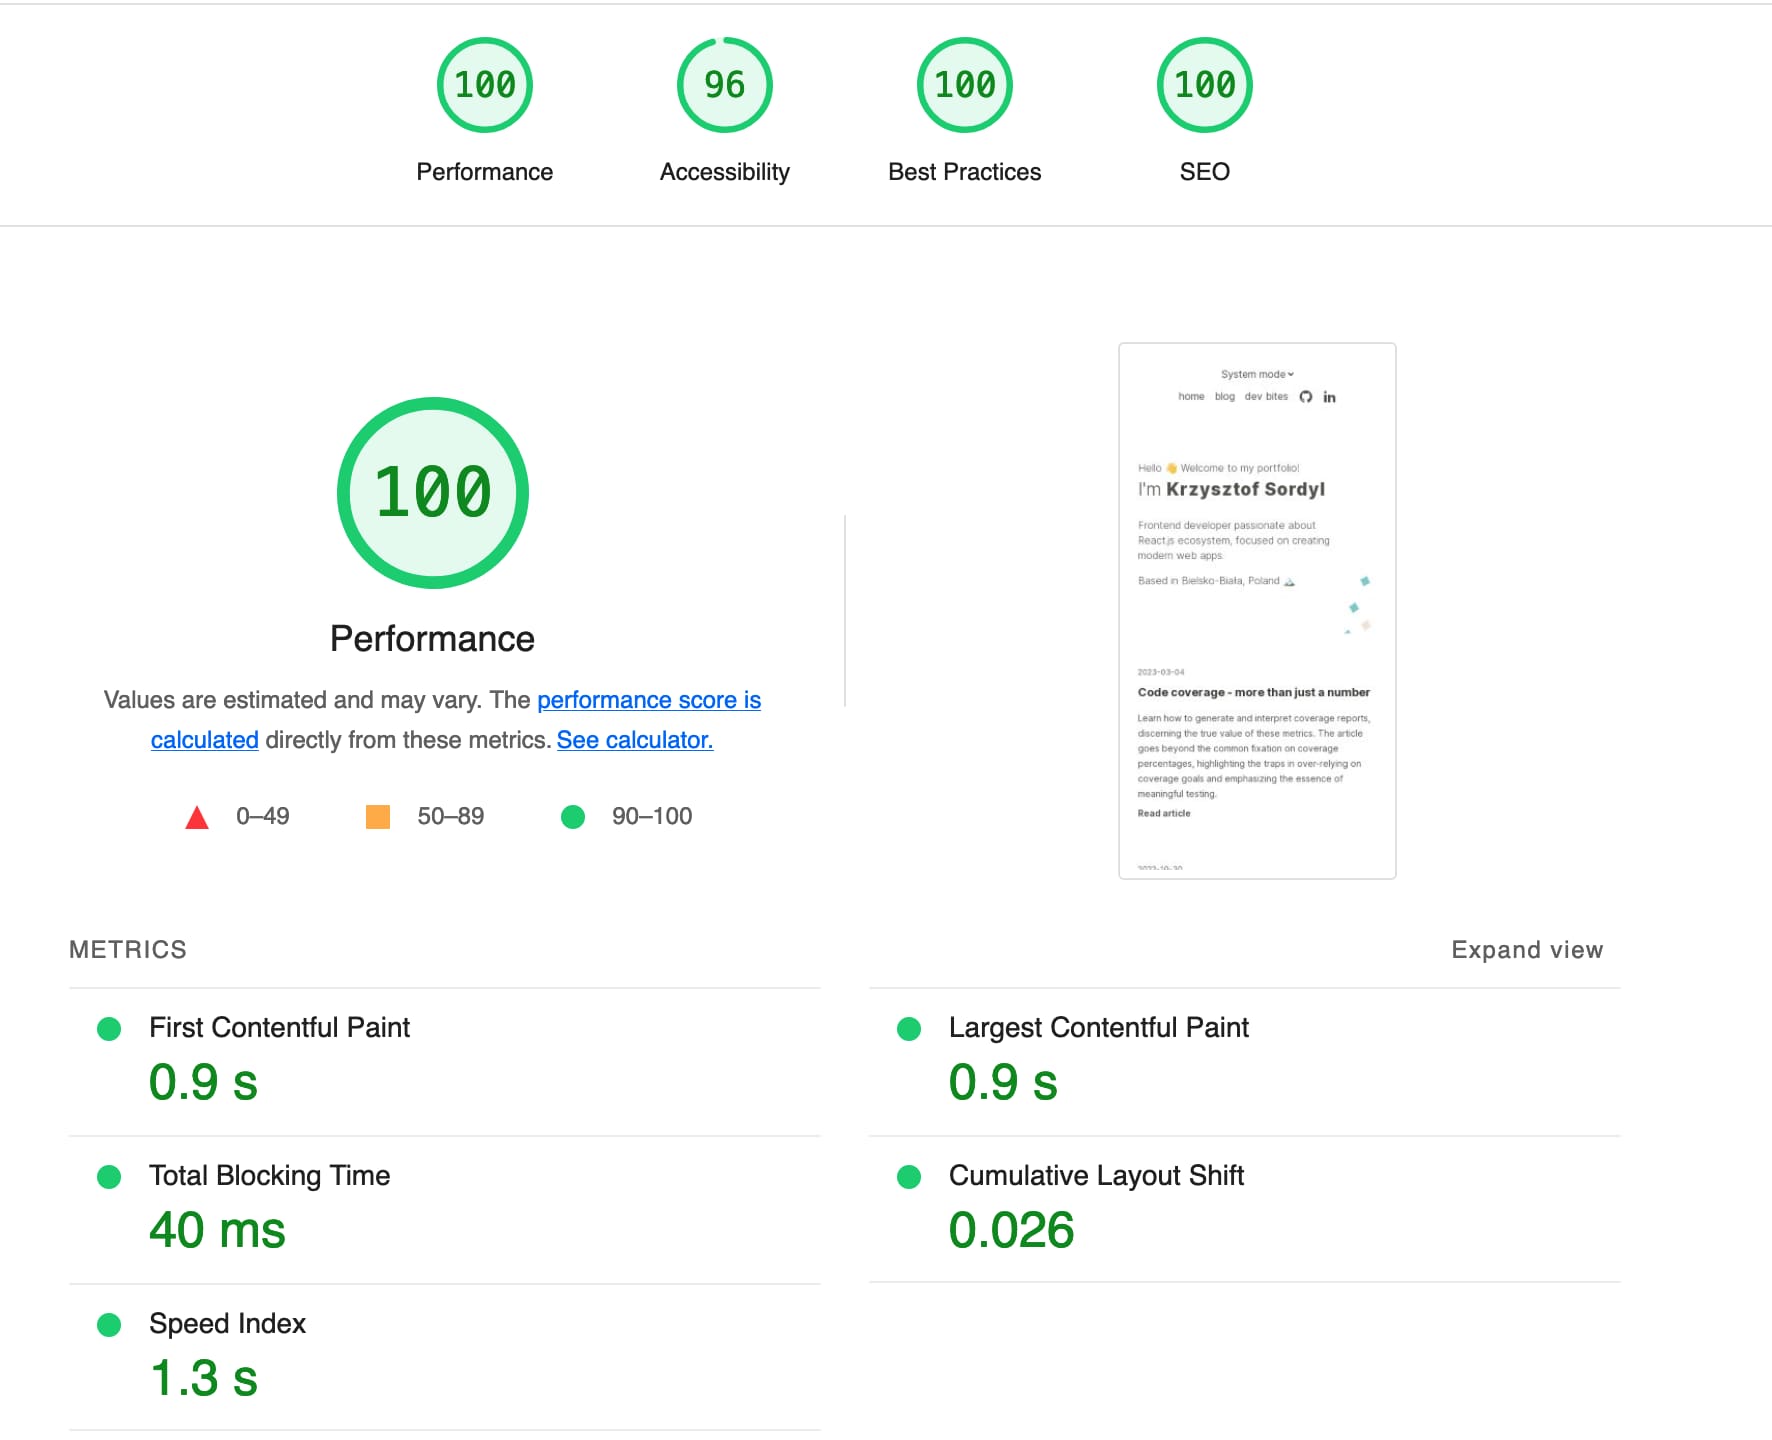 100
96
100
100
Performance
Accessibility
Best Practices
SEO
100
Performance
Values are estimated and may vary. The performance score is
calculated directly from these metrics. See calculator.
0–49
50–89
90–100
System mode
home blog dev bites in
Hello 👋 Welcome to my portfolio!
I'm Krzysztof Sordyl
Frontend developer passionate about
React.js ecosystem, focused on creating
modern web apps.
Based in Bielsko-Biała, Poland
2023-03-04
Code coverage - more than just a number
Learn how to generate and interpret coverage reports,
discerning the true value of these metrics. The article
goes beyond the common fixation on coverage
percentages, highlighting the traps in over-relying on
coverage goals and emphasizing the essence of
meaningful testing.
Read article
METRICS
Expand view
First Contentful Paint
0.9 s
Largest Contentful Paint
0.9 s
Total Blocking Time
40 ms
Cumulative Layout Shift
0.026
Speed Index
1.3 s